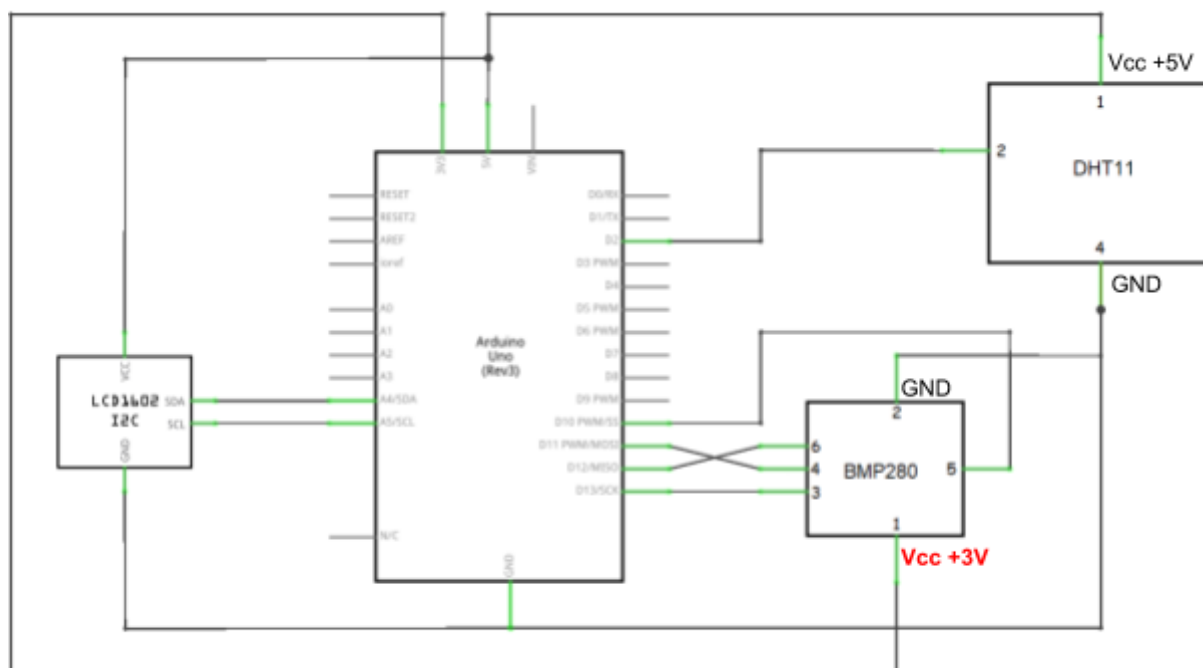 Vcc +5V
1
2
DHT11
4
GND
3V3
5V
VIN
RESET
RESET2
AREF
ioref
A0
A1
A2
A3
A4/SDA
A5/SCL
N/C
Arduino
Uno
(Rev3)
D0/RX
D1/TX
D2
D3 PWM
D4
D5 PWM
D6 PWM
D7
D8
D9 PWM
D10 PWM/SS
D11 PWM/MOSI
D12/MISO
D13/SCK
GND
VCC
LCD1602
I2C
SDA
SCL
GND
GND
2
6
4
3
BMP280
5
1
Vcc +3V